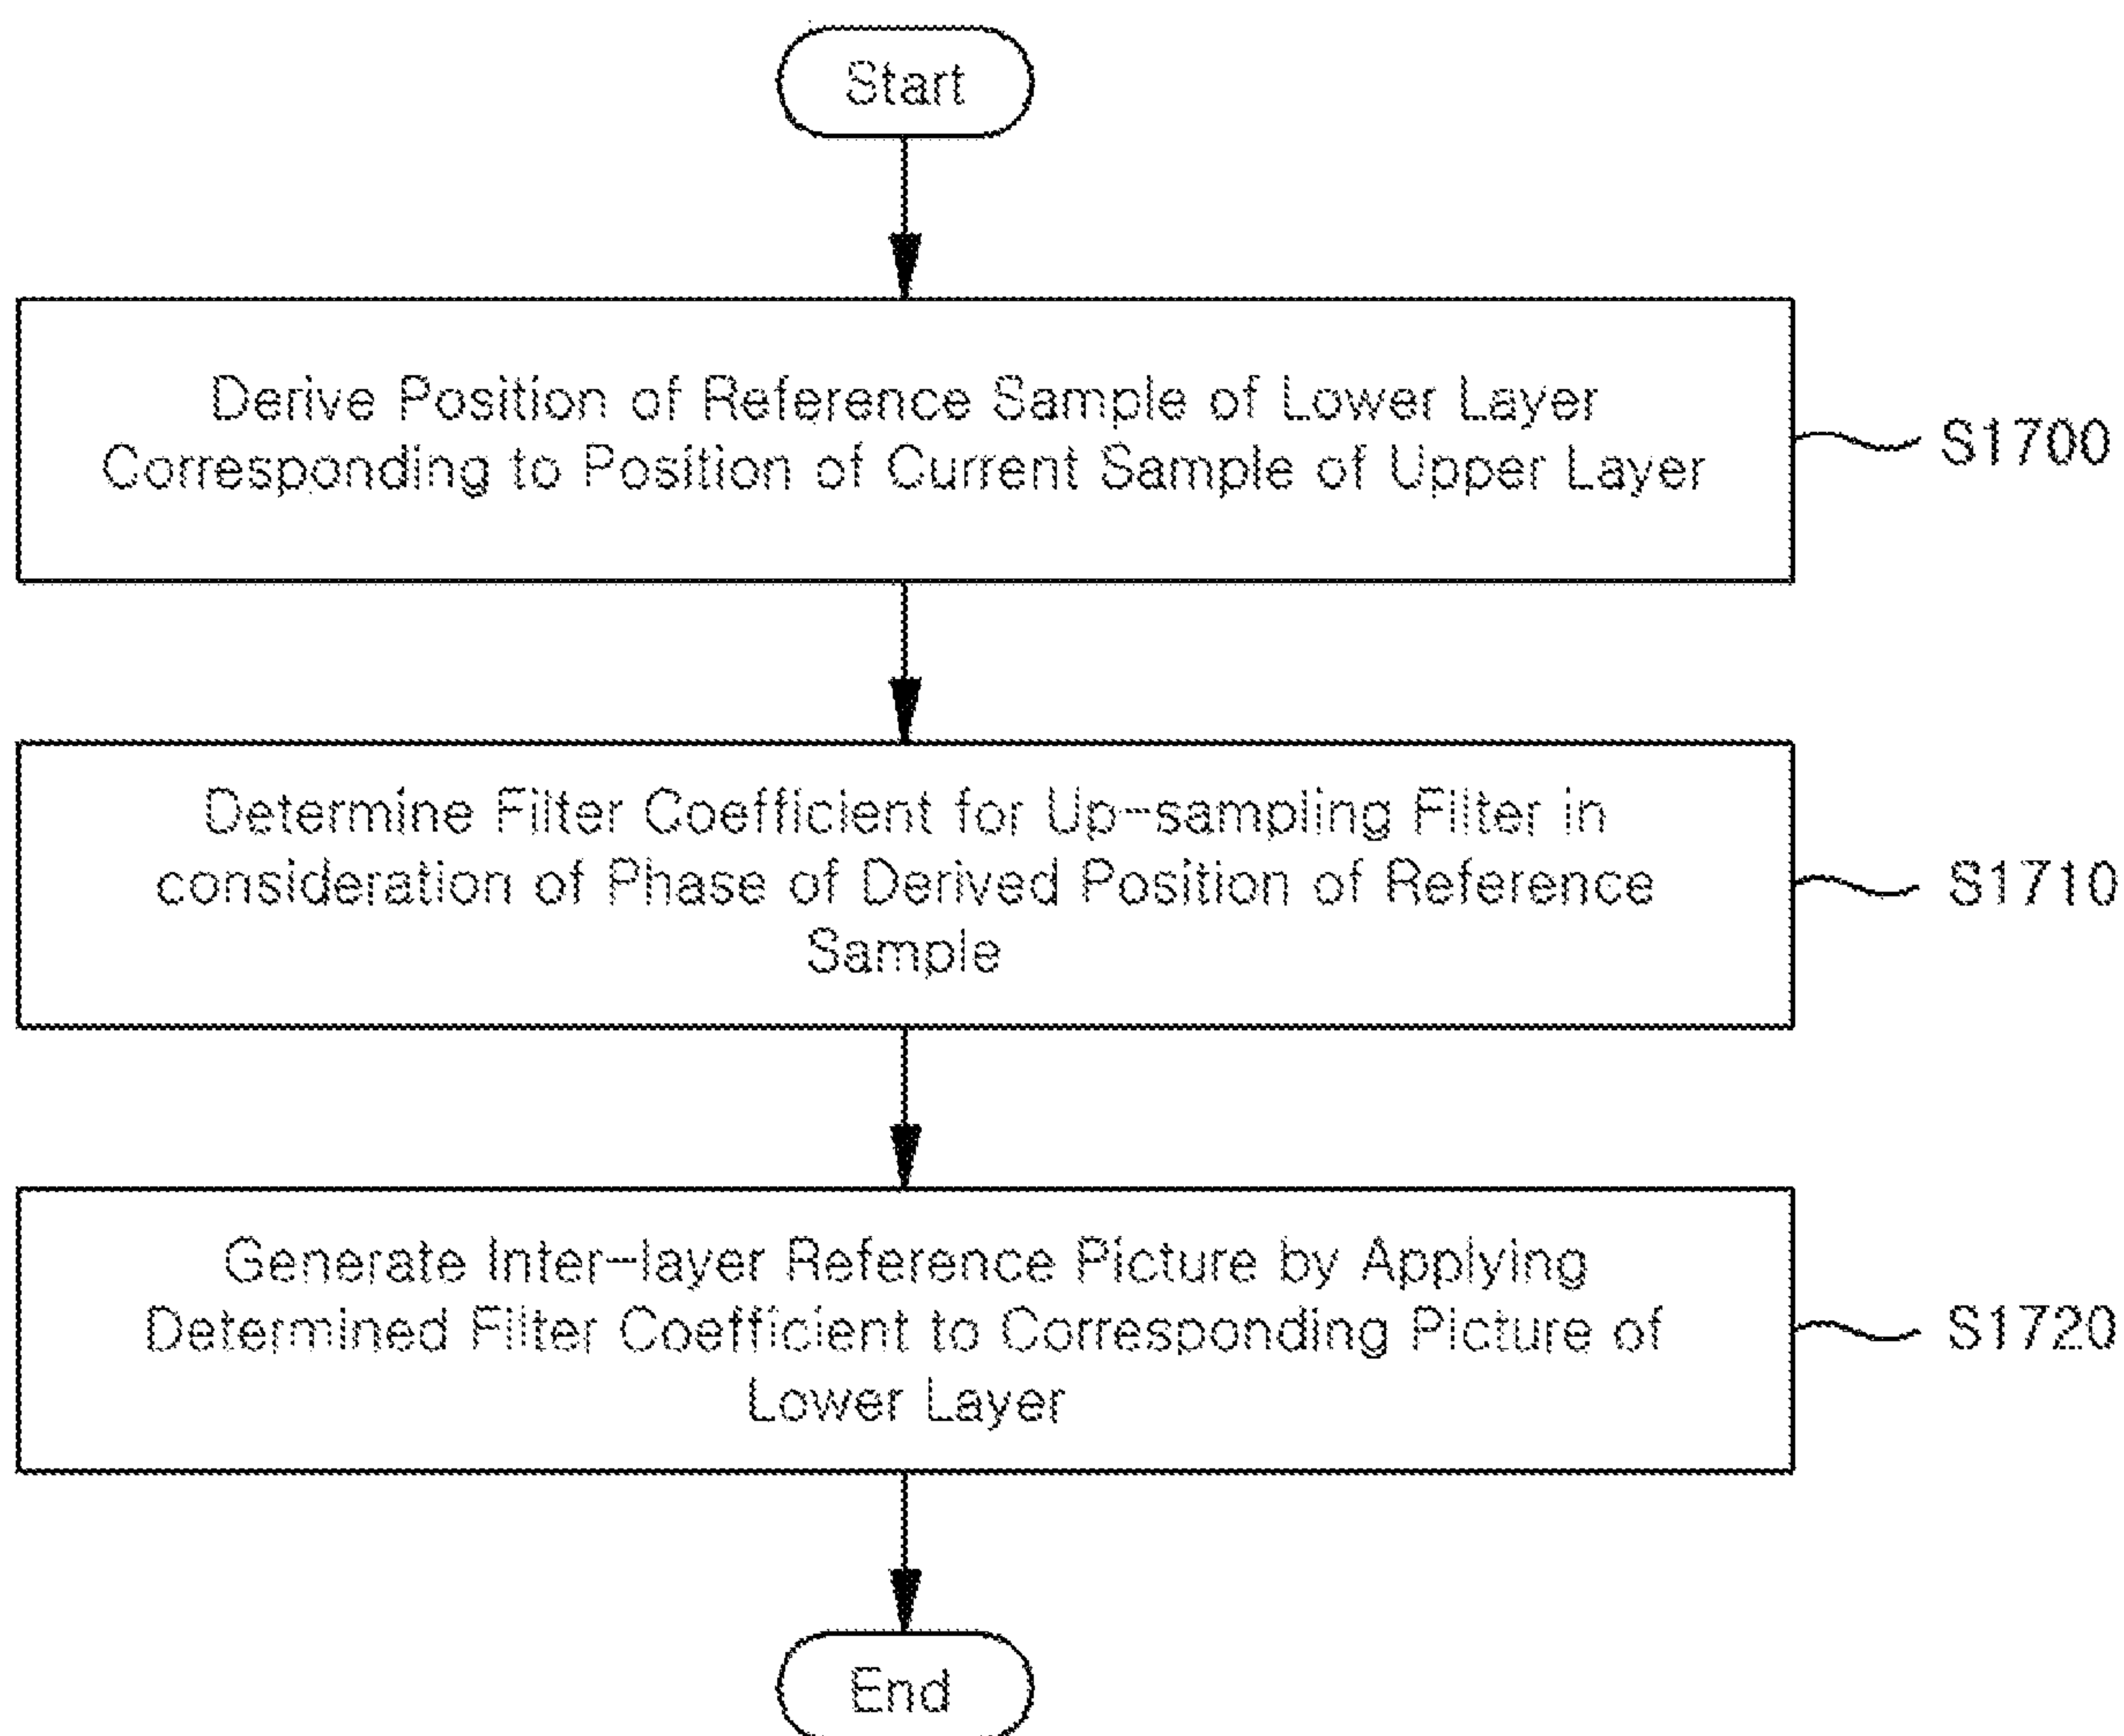 Start
Derive Position of Reference Sample of Lower Layer
Corresponding to Position of Current Sample of Upper Layer
S1700
Determine Filter Coefficient for Up-sampling Filter in
consideration of Phase of Derived Position of Reference
Sample
S1710
Generate Inter-layer Reference Picture by Applying
Determined Filter Coefficient to Corresponding Picture of
Lower Layer
S1720
End